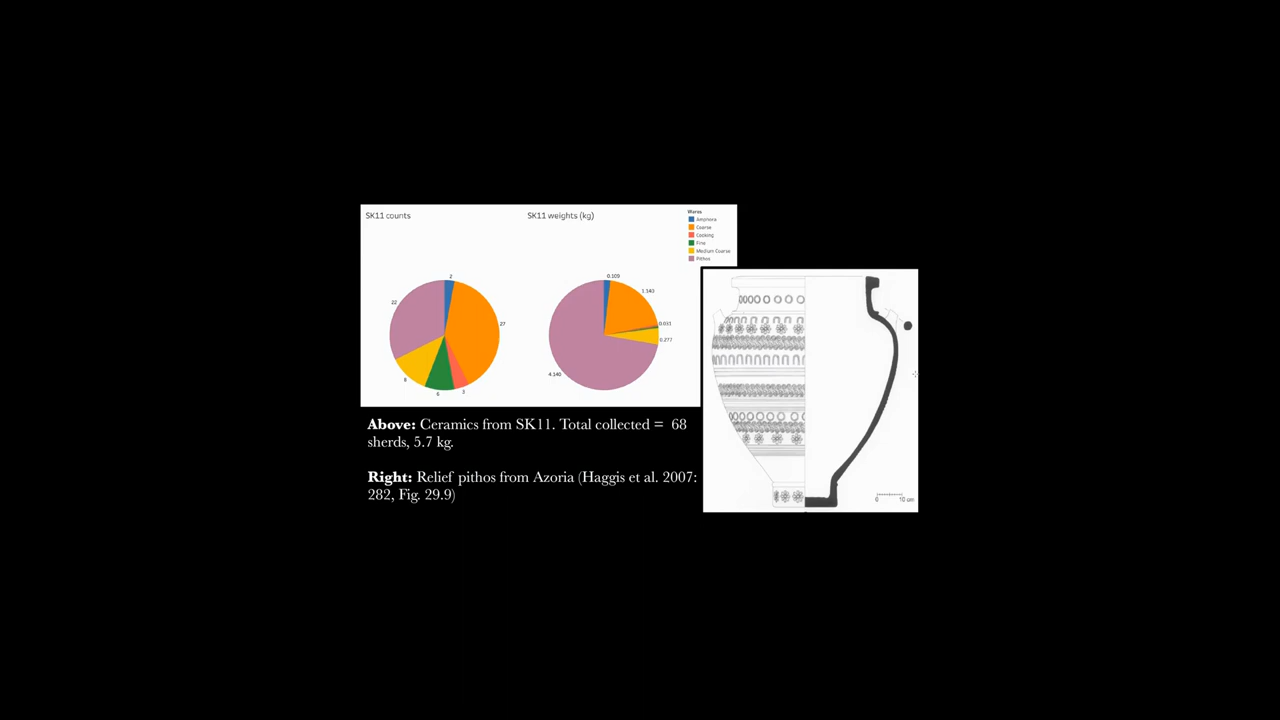 SK11 counts
SK11 weights (kg)
Wares
Amphora
Coarse
Cooking
Fine
Medium Coarse
Pithos
2
27
3
6
8
22
0.109
1.140
0.031
0.277
4.140
0 10 cm
Above: Ceramics from SK11. Total collected = 68
sherds, 5.7 kg.
Right: Relief pithos from Azoria (Haggis et al. 2007:
282, Fig. 29.9)